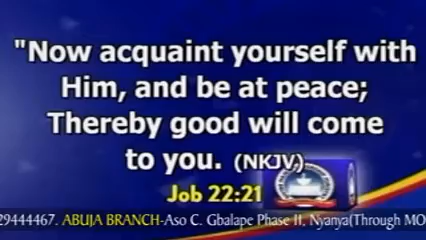 "Now acquaint yourself with
Him, and be at peace;
Thereby good will come
to you. (NKJV)
Job 22:21
29444467. ABUJA BRANCH-Aso C. Gbalape Phase II, Nyanya(Through MO